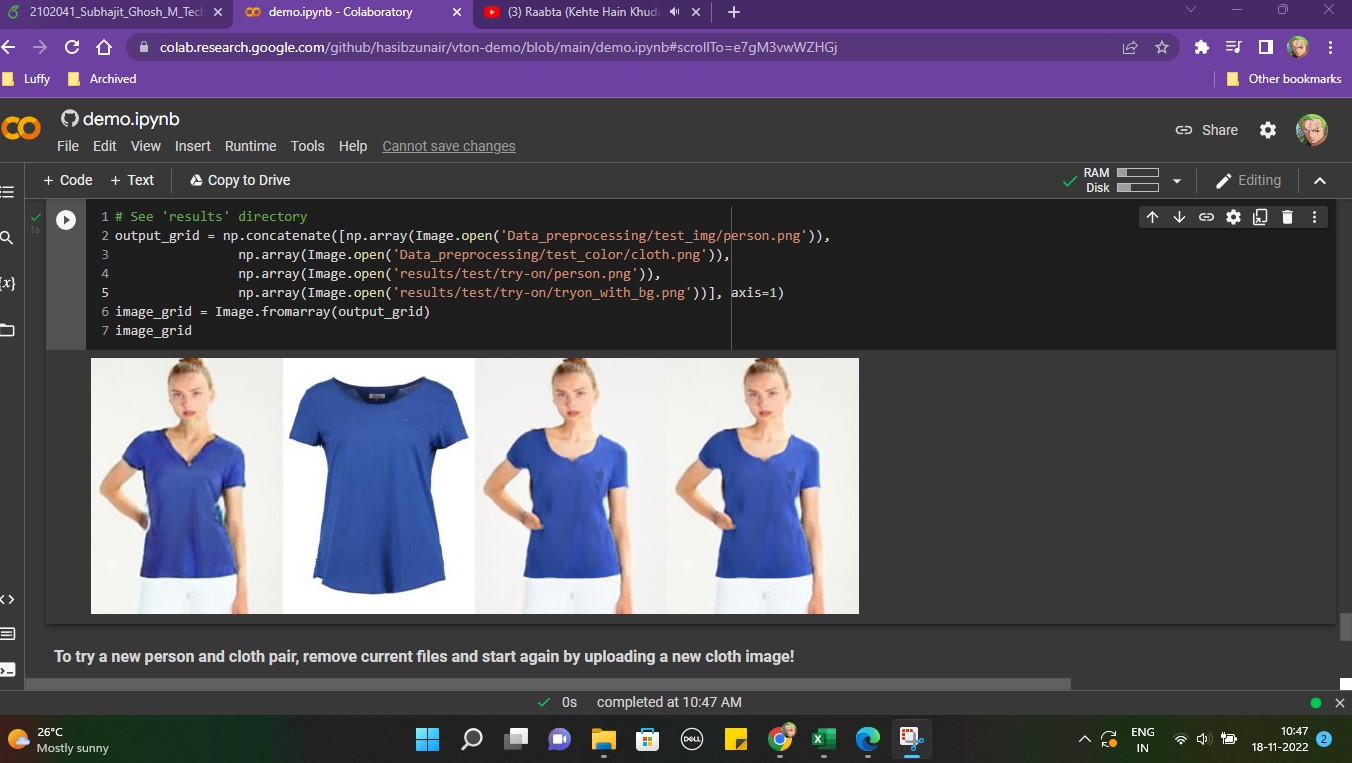 2102041_Subhajit_Ghosh_M_Tech
demo.ipynb - Colaboratory
(3) Raabta (Kehte Hain Khuda
colab.research.google.com/github/hasibzunair/vton-demo/blob/main/demo.ipynb#scrollTo=e7gM3vwWZHGj
Luffy
Archived
Other bookmarks
demo.ipynb
File Edit View Insert Runtime Tools Help Cannot save changes
Share
+ Code + Text Copy to Drive
RAM
Disk
Editing
1s
{x}
1 # See 'results' directory
2 output_grid = np.concatenate([np.array(Image.open('Data_preprocessing/test_img/person.png')),
3 np.array(Image.open('Data_preprocessing/test_color/cloth.png')),
4 np.array(Image.open('results/test/try-on/person.png')),
5 np.array(Image.open('results/test/try-on/tryon_with_bg.png'))], axis=1)
6 image_grid = Image.fromarray(output_grid)
7 image_grid
To try a new person and cloth pair, remove current files and start again by uploading a new cloth image!
0s completed at 10:47 AM
26°C
Mostly sunny
DELL
ENG
IN
10:47
18-11-2022
2